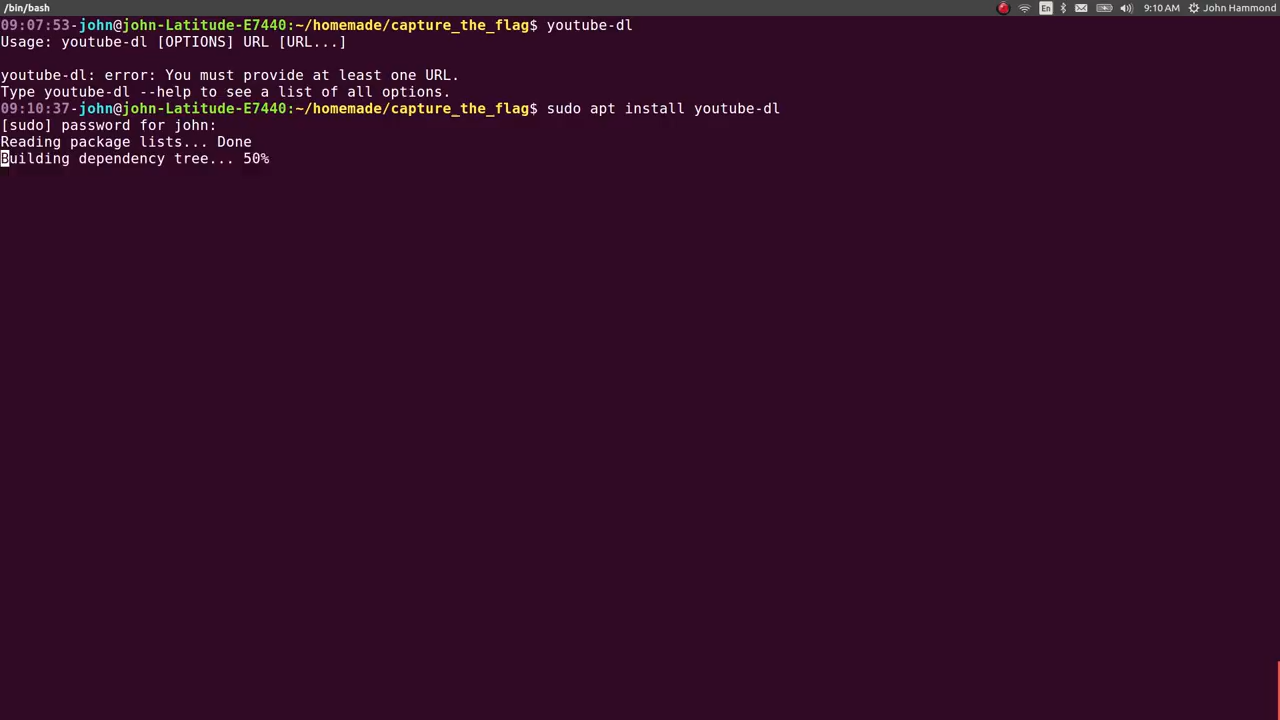 /bin/bash
En
9:10 AM
John Hammond
09:07:53-john@john-Latitude-E7440:~/homemade/capture_the_flag$ youtube-dl
Usage: youtube-dl [OPTIONS] URL [URL...]
youtube-dl: error: You must provide at least one URL.
Type youtube-dl --help to see a list of all options.
09:10:37-john@john-Latitude-E7440:~/homemade/capture_the_flag$ sudo apt install youtube-dl
[sudo] password for john:
Reading package lists... Done
Building dependency tree... 50%